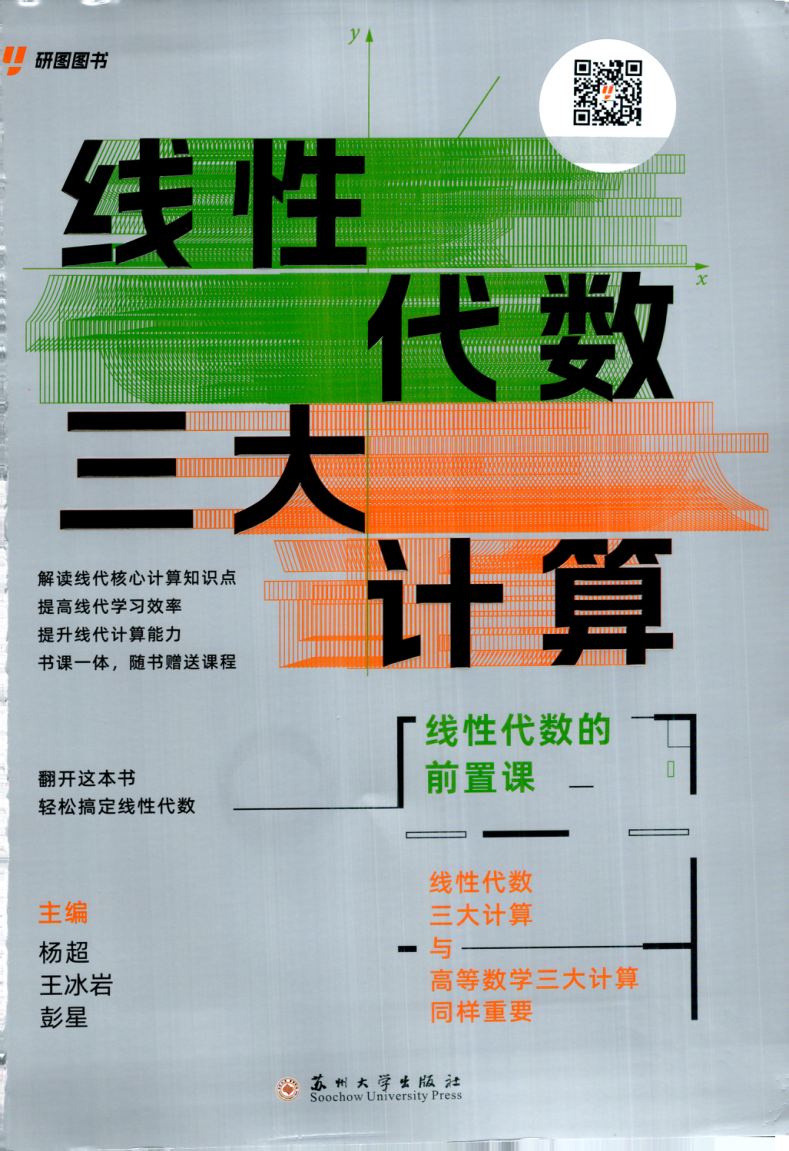 研图图书
y
线性
x
代数
三大
计算
解读线代核心计算知识点
提高线代学习效率
提升线代计算能力
书课一体，随书赠送课程
线性代数的
前置课
翻开这本书
轻松搞定线性代数
线性代数
三大计算
与
高等数学三大计算
同样重要
主编
杨超
王冰岩
彭星
苏州大学出版社
Soochow University Press